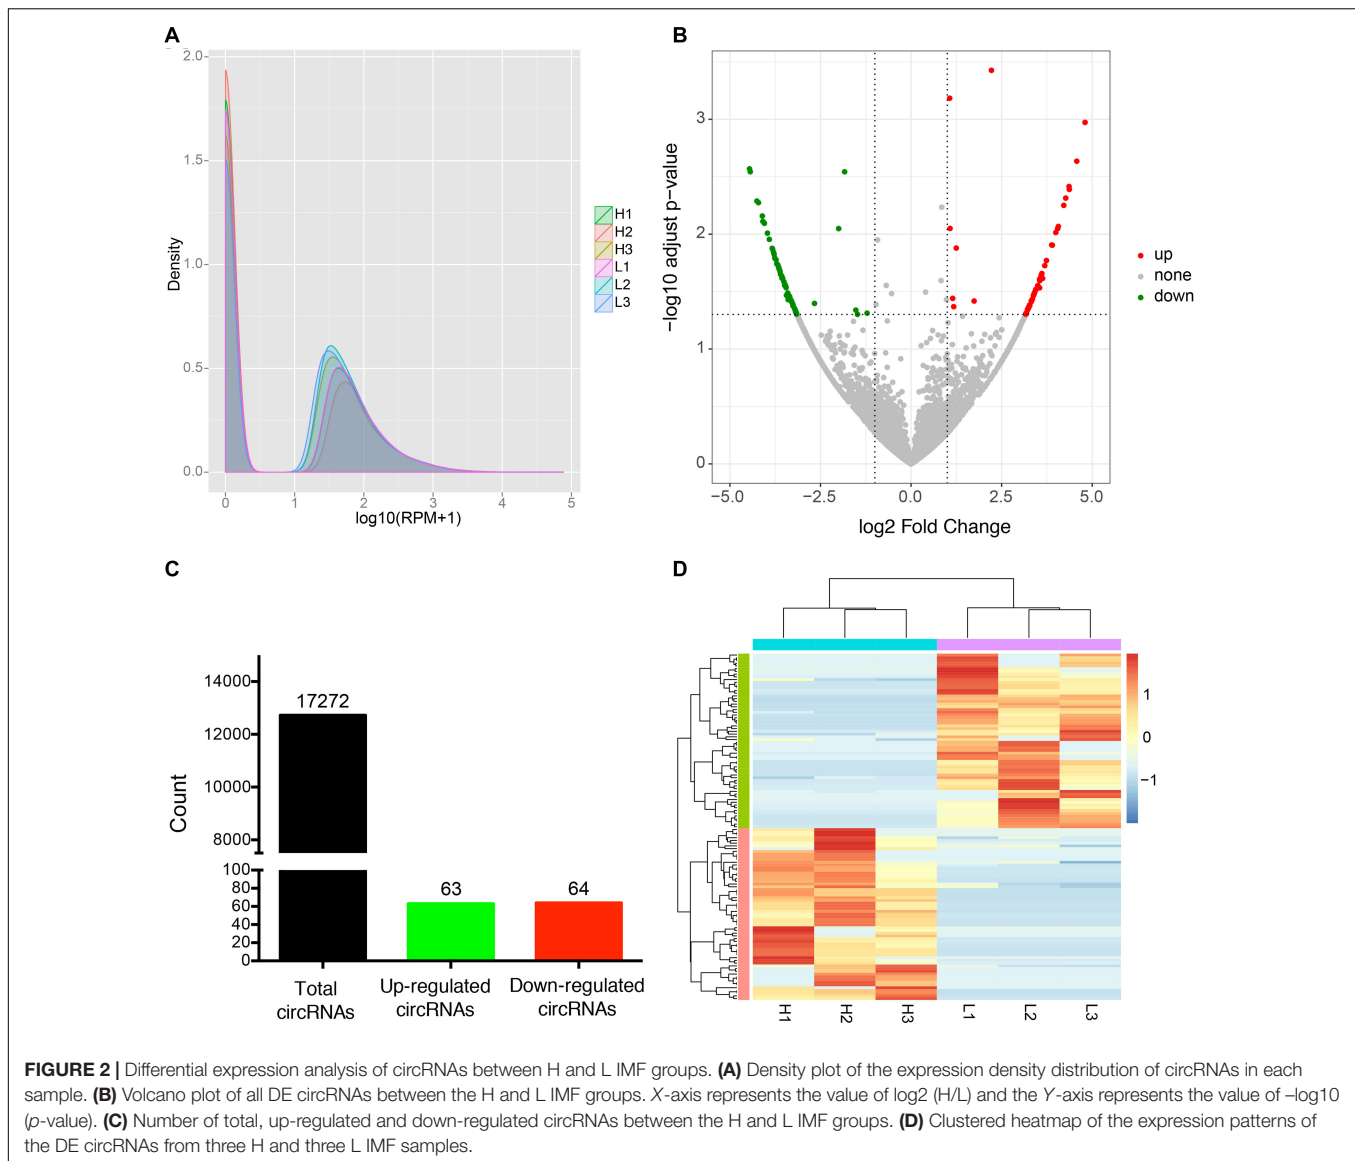 A
2.0
1.5
1.0
0.5
0.0
Density
0
1
2
3
4
5
log10(RPM+1)
H1
H2
H3
L1
L2
L3
B
3
2
1
0
−log10 adjust p−value
−5.0
−2.5
0.0
2.5
5.0
log2 Fold Change
up
none
down
C
14000
12000
10000
8000
100
80
60
40
20
0
Count
17272
63
64
Total
circRNAs
Up-regulated
circRNAs
Down-regulated
circRNAs
D
1
0
−1
H1
H2
H3
L1
L2
L3
FIGURE 2 | Differential expression analysis of circRNAs between H and L IMF groups. (A) Density plot of the expression density distribution of circRNAs in each
sample. (B) Volcano plot of all DE circRNAs between the H and L IMF groups. X-axis represents the value of log2 (H/L) and the Y-axis represents the value of –log10
(p-value). (C) Number of total, up-regulated and down-regulated circRNAs between the H and L IMF groups. (D) Clustered heatmap of the expression patterns of
the DE circRNAs from three H and three L IMF samples.